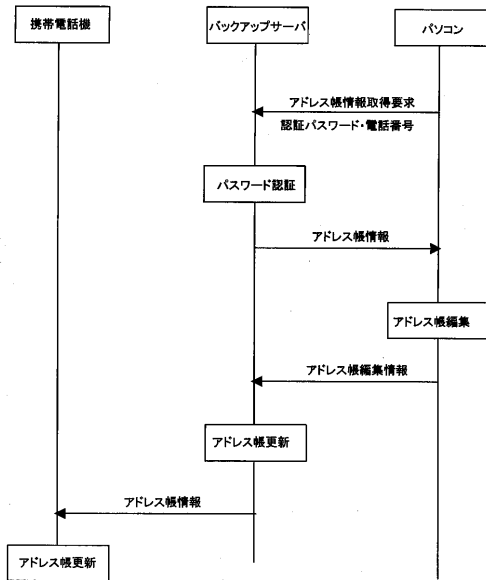 携帯電話機
バックアップサーバ
パソコン
アドレス帳情報取得要求
認証パスワード・電話番号
パスワード認証
アドレス帳情報
アドレス帳編集
アドレス帳編集情報
アドレス帳更新
アドレス帳情報
アドレス帳更新